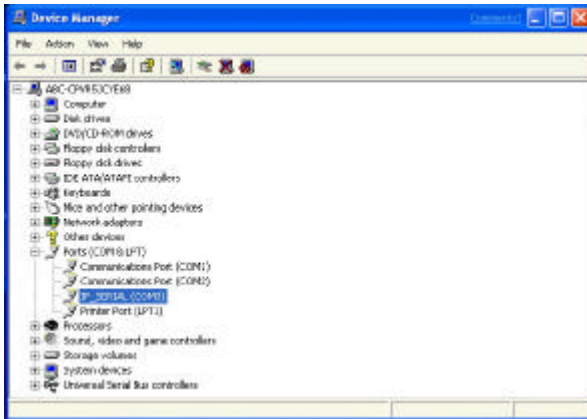 Device Manager
Comments?
File Action View Help
Computer
Disk drives
DVD/CD-ROM drives
Floppy disk controllers
Floppy disk drives
IDE ATA/ATAPI controllers
Keyboards
Mice and other pointing devices
Network adapters
Other devices
Ports (COM & LPT)
Communications Port (COM1)
Communications Port (COM2)
IP_SERIAL (COM3)
Printer Port (LPT1)
Processors
Sound, video and game controllers
Storage volumes
System devices
Universal Serial Bus controllers